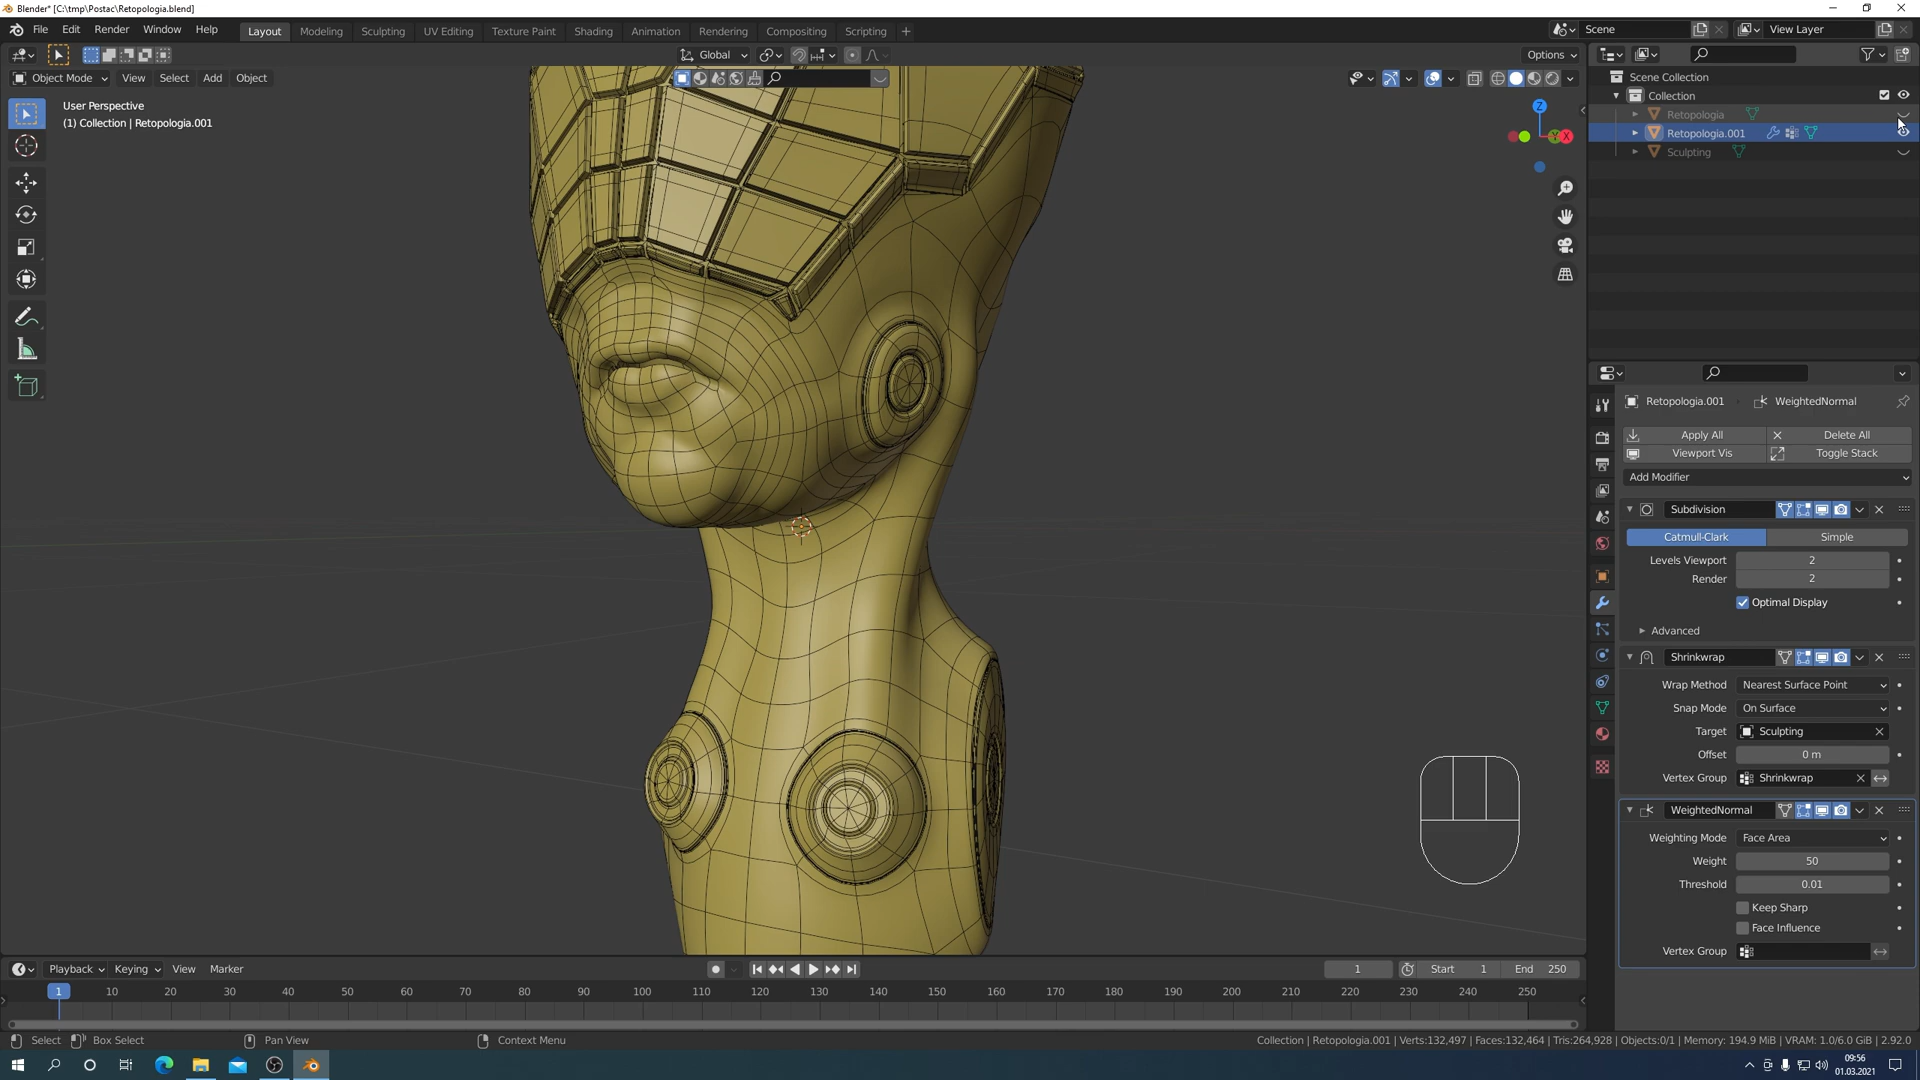 Blender* [C:\tmp\Postac\Retopologia.blend]
File Edit Render Window Help Layout Modeling Sculpting UV Editing Texture Paint Shading Animation Rendering Compositing Scripting + Scene View Layer
Global Options
Object Mode View Select Add Object
User Perspective
(1) Collection | Retopologia.001
Z
Y X
Scene Collection
Collection
Retopologia
Retopologia.001
Sculpting
Retopologia.001 WeightedNormal
Apply All Delete All
Viewport Vis Toggle Stack
Add Modifier
Subdivision
Catmull-Clark Simple
Levels Viewport 2
Render 2
Optimal Display
Advanced
Shrinkwrap
Wrap Method Nearest Surface Point
Snap Mode On Surface
Target Sculpting
Offset 0 m
Vertex Group Shrinkwrap
WeightedNormal
Weighting Mode Face Area
Weight 50
Threshold 0.01
Keep Sharp
Face Influence
Vertex Group
Playback Keying View Marker 1 Start 1 End 250
1 10 20 30 40 50 60 70 80 90 100 110 120 130 140 150 160 170 180 190 200 210 220 230 240 250
Select Box Select Pan View Context Menu Collection | Retopologia.001 | Verts:132,497 | Faces:132,464 | Tris:264,928 | Objects:0/1 | Memory: 194.9 MiB | VRAM: 1.0/6.0 GiB | 2.92.0
09:56
01.03.2021